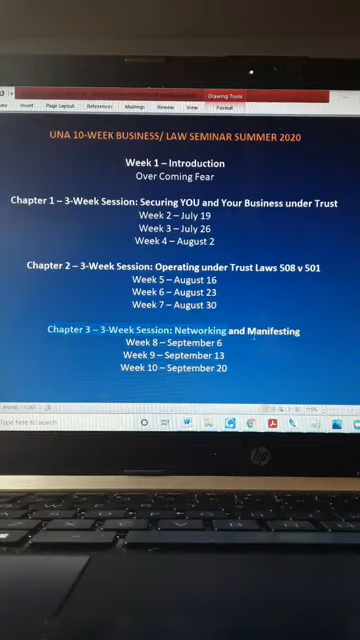 Drawing Tools
Insert Page Layout References Mailings Review View Format
UNA 10-WEEK BUSINESS/ LAW SEMINAR SUMMER 2020
Week 1 – Introduction
Over Coming Fear
Chapter 1 – 3-Week Session: Securing YOU and Your Business under Trust
Week 2 – July 19
Week 3 – July 26
Week 4 – August 2
Chapter 2 – 3-Week Session: Operating under Trust Laws 508 v 501
Week 5 – August 16
Week 6 – August 23
Week 7 – August 30
Chapter 3 – 3-Week Session: Networking and Manifesting
Week 8 – September 6
Week 9 – September 13
Week 10 – September 20
Type here to search
hp